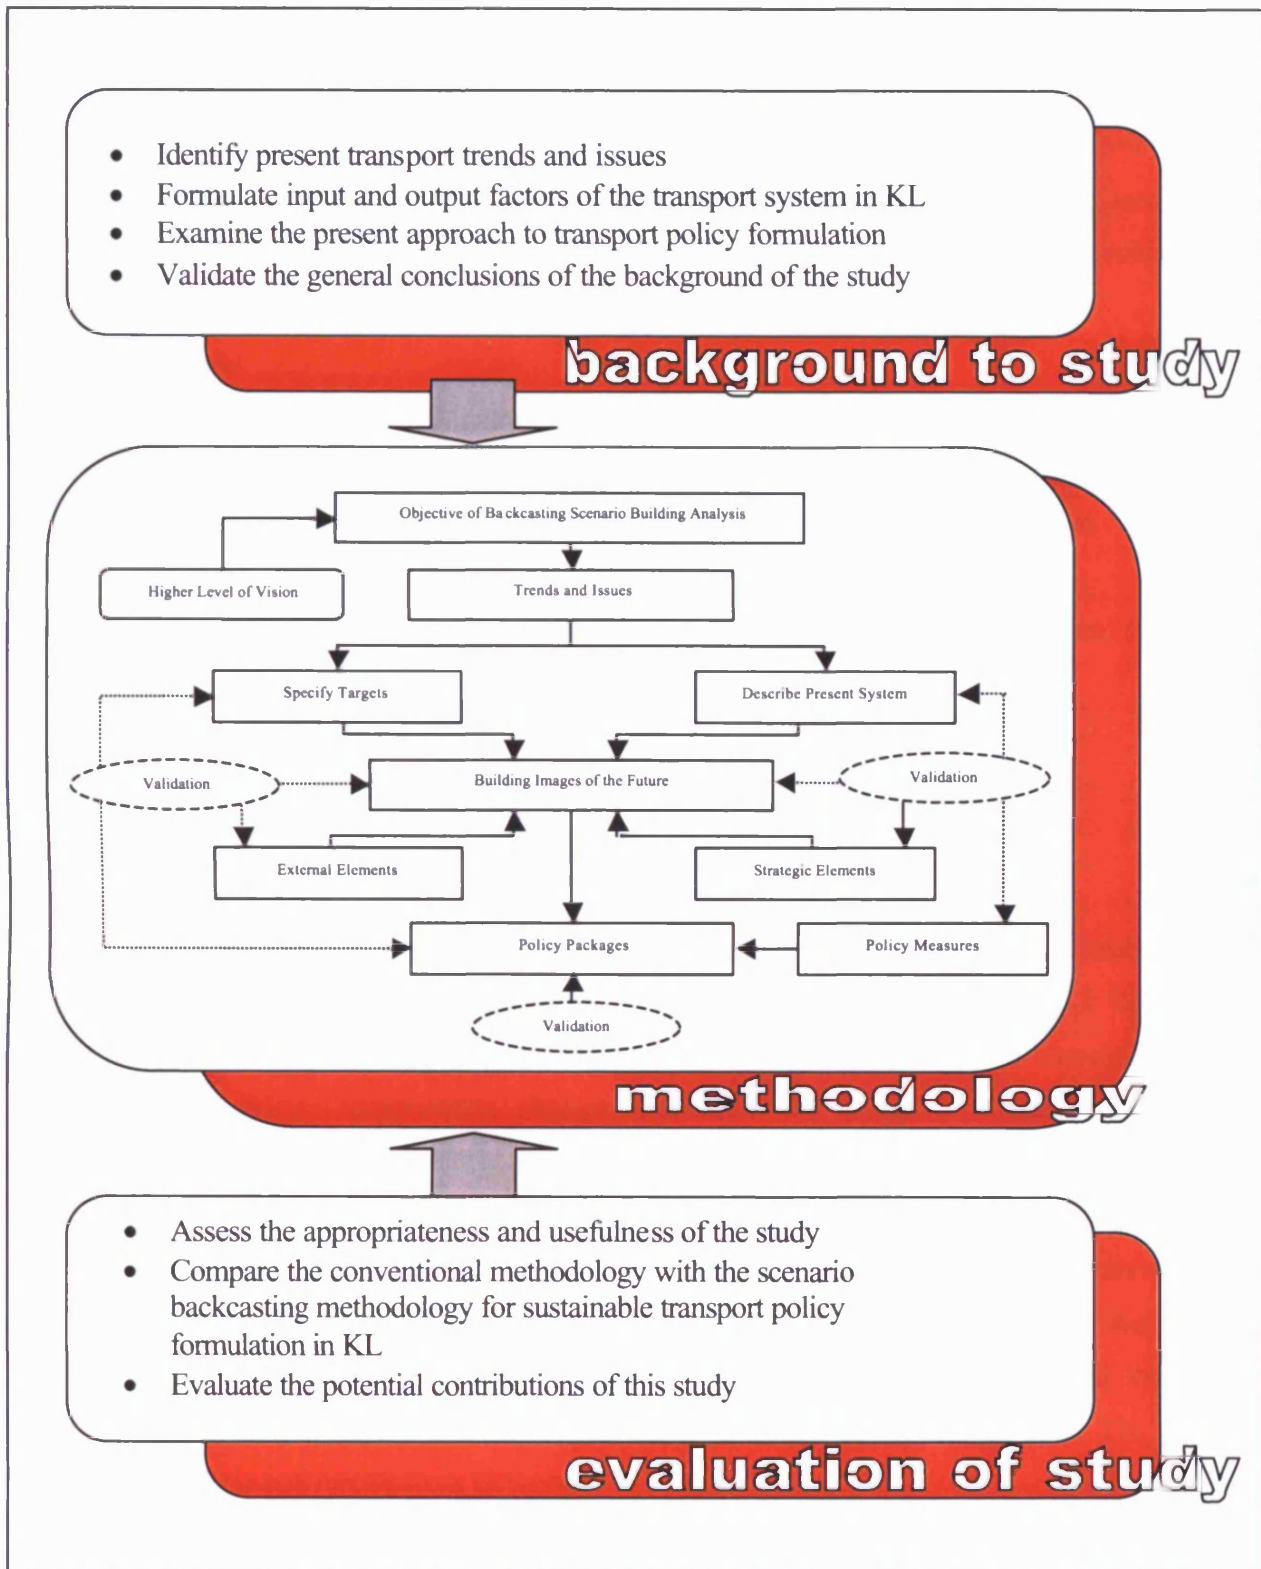 • Identify present transport trends and issues
• Formulate input and output factors of the transport system in KL
• Examine the present approach to transport policy formulation
• Validate the general conclusions of the background of the study
background to study
Objective of Backcasting Scenario Building Analysis
Higher Level of Vision
Trends and Issues
Specify Targets
Describe Present System
Validation
Building Images of the Future
Validation
External Elements
Strategic Elements
Policy Packages
Policy Measures
Validation
methodology
• Assess the appropriateness and usefulness of the study
• Compare the conventional methodology with the scenario
backcasting methodology for sustainable transport policy
formulation in KL
• Evaluate the potential contributions of this study
evaluation of study